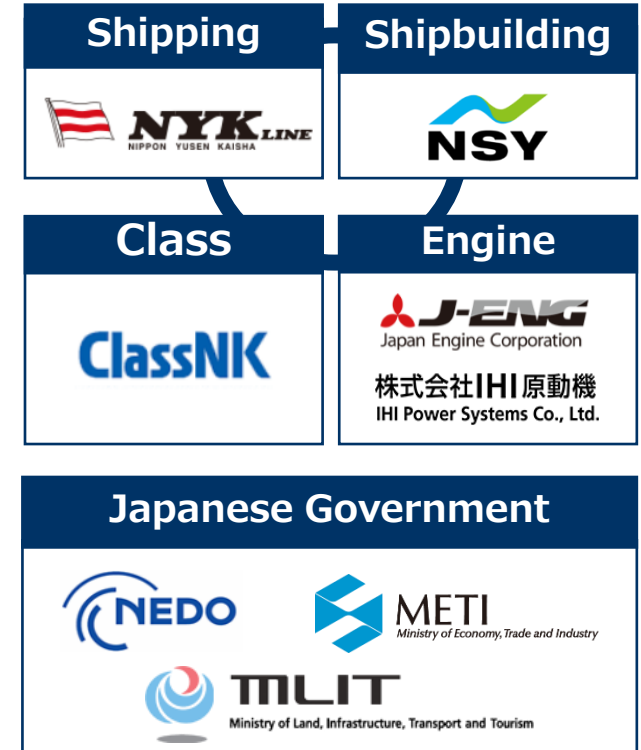 Shipping
NYK LINE
NIPPON YUSEN KAISHA
Shipbuilding
NSY
Class
ClassNK
Engine
J-ENG
Japan Engine Corporation
株式会社IHI原動機
IHI Power Systems Co., Ltd.
Japanese Government
NEDO
METI
Ministry of Economy, Trade and Industry
MLIT
Ministry of Land, Infrastructure, Transport and Tourism